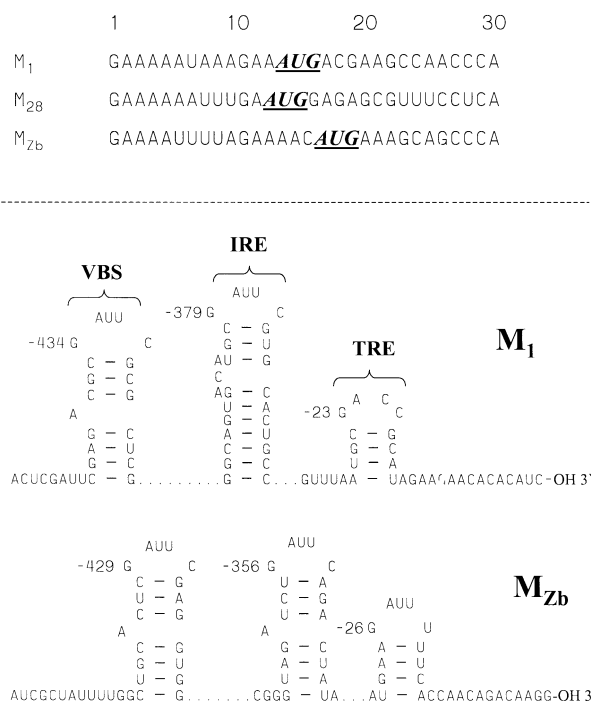 1 10 20 30
M1 GAAAAAUAAAGAAAUGACGAAGCCAACCCA
M28 GAAAAAAUUUGAAUGGAGAGCGUUUCCUCA
MZb GAAAAUUUUAGAAAACAUGAAAGCAGCCCA
IRE
VBS
AUU
-379 G C
AUU
C – G
-434 G C G – U
M1
TRE
C – G AU – G
G C C
C – G AG C
A C C
A U – A
-23 G C
G – C
G – C A – U C – G
A U C – G G C
G C G – C U – A
ACUCGAUUC – G.........G – C...GUUUAA – UAGAA AACACACAUC-OH 3'
AUU AUU
-429 G C -356 G C
MZb
C – G U – A
U A C G
C – G U – A AUU
A A -26 G U
C – G G – C A – U
G U A U A U
U – G U – A G – C
AUCGCUAUUUUGGC – G.......CGGG – UA...AU – ACCAACAGACAAGG-OH 3'